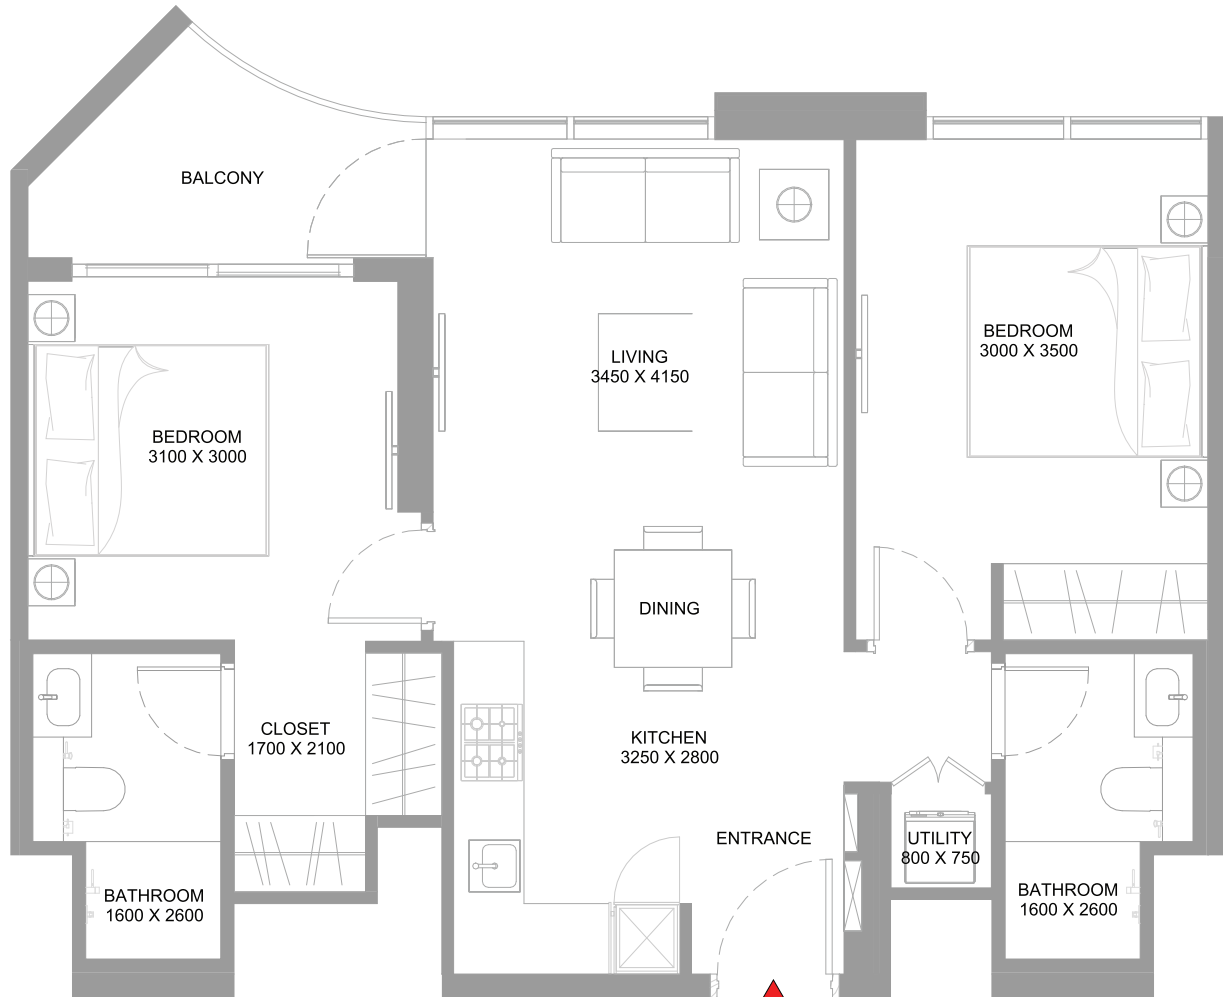 BALCONY
LIVING
3450 X 4150
BEDROOM
3000 X 3500
BEDROOM
3100 X 3000
DINING
CLOSET
1700 X 2100
KITCHEN
3250 X 2800
ENTRANCE
UTILITY
800 X 750
BATHROOM
1600 X 2600
BATHROOM
1600 X 2600